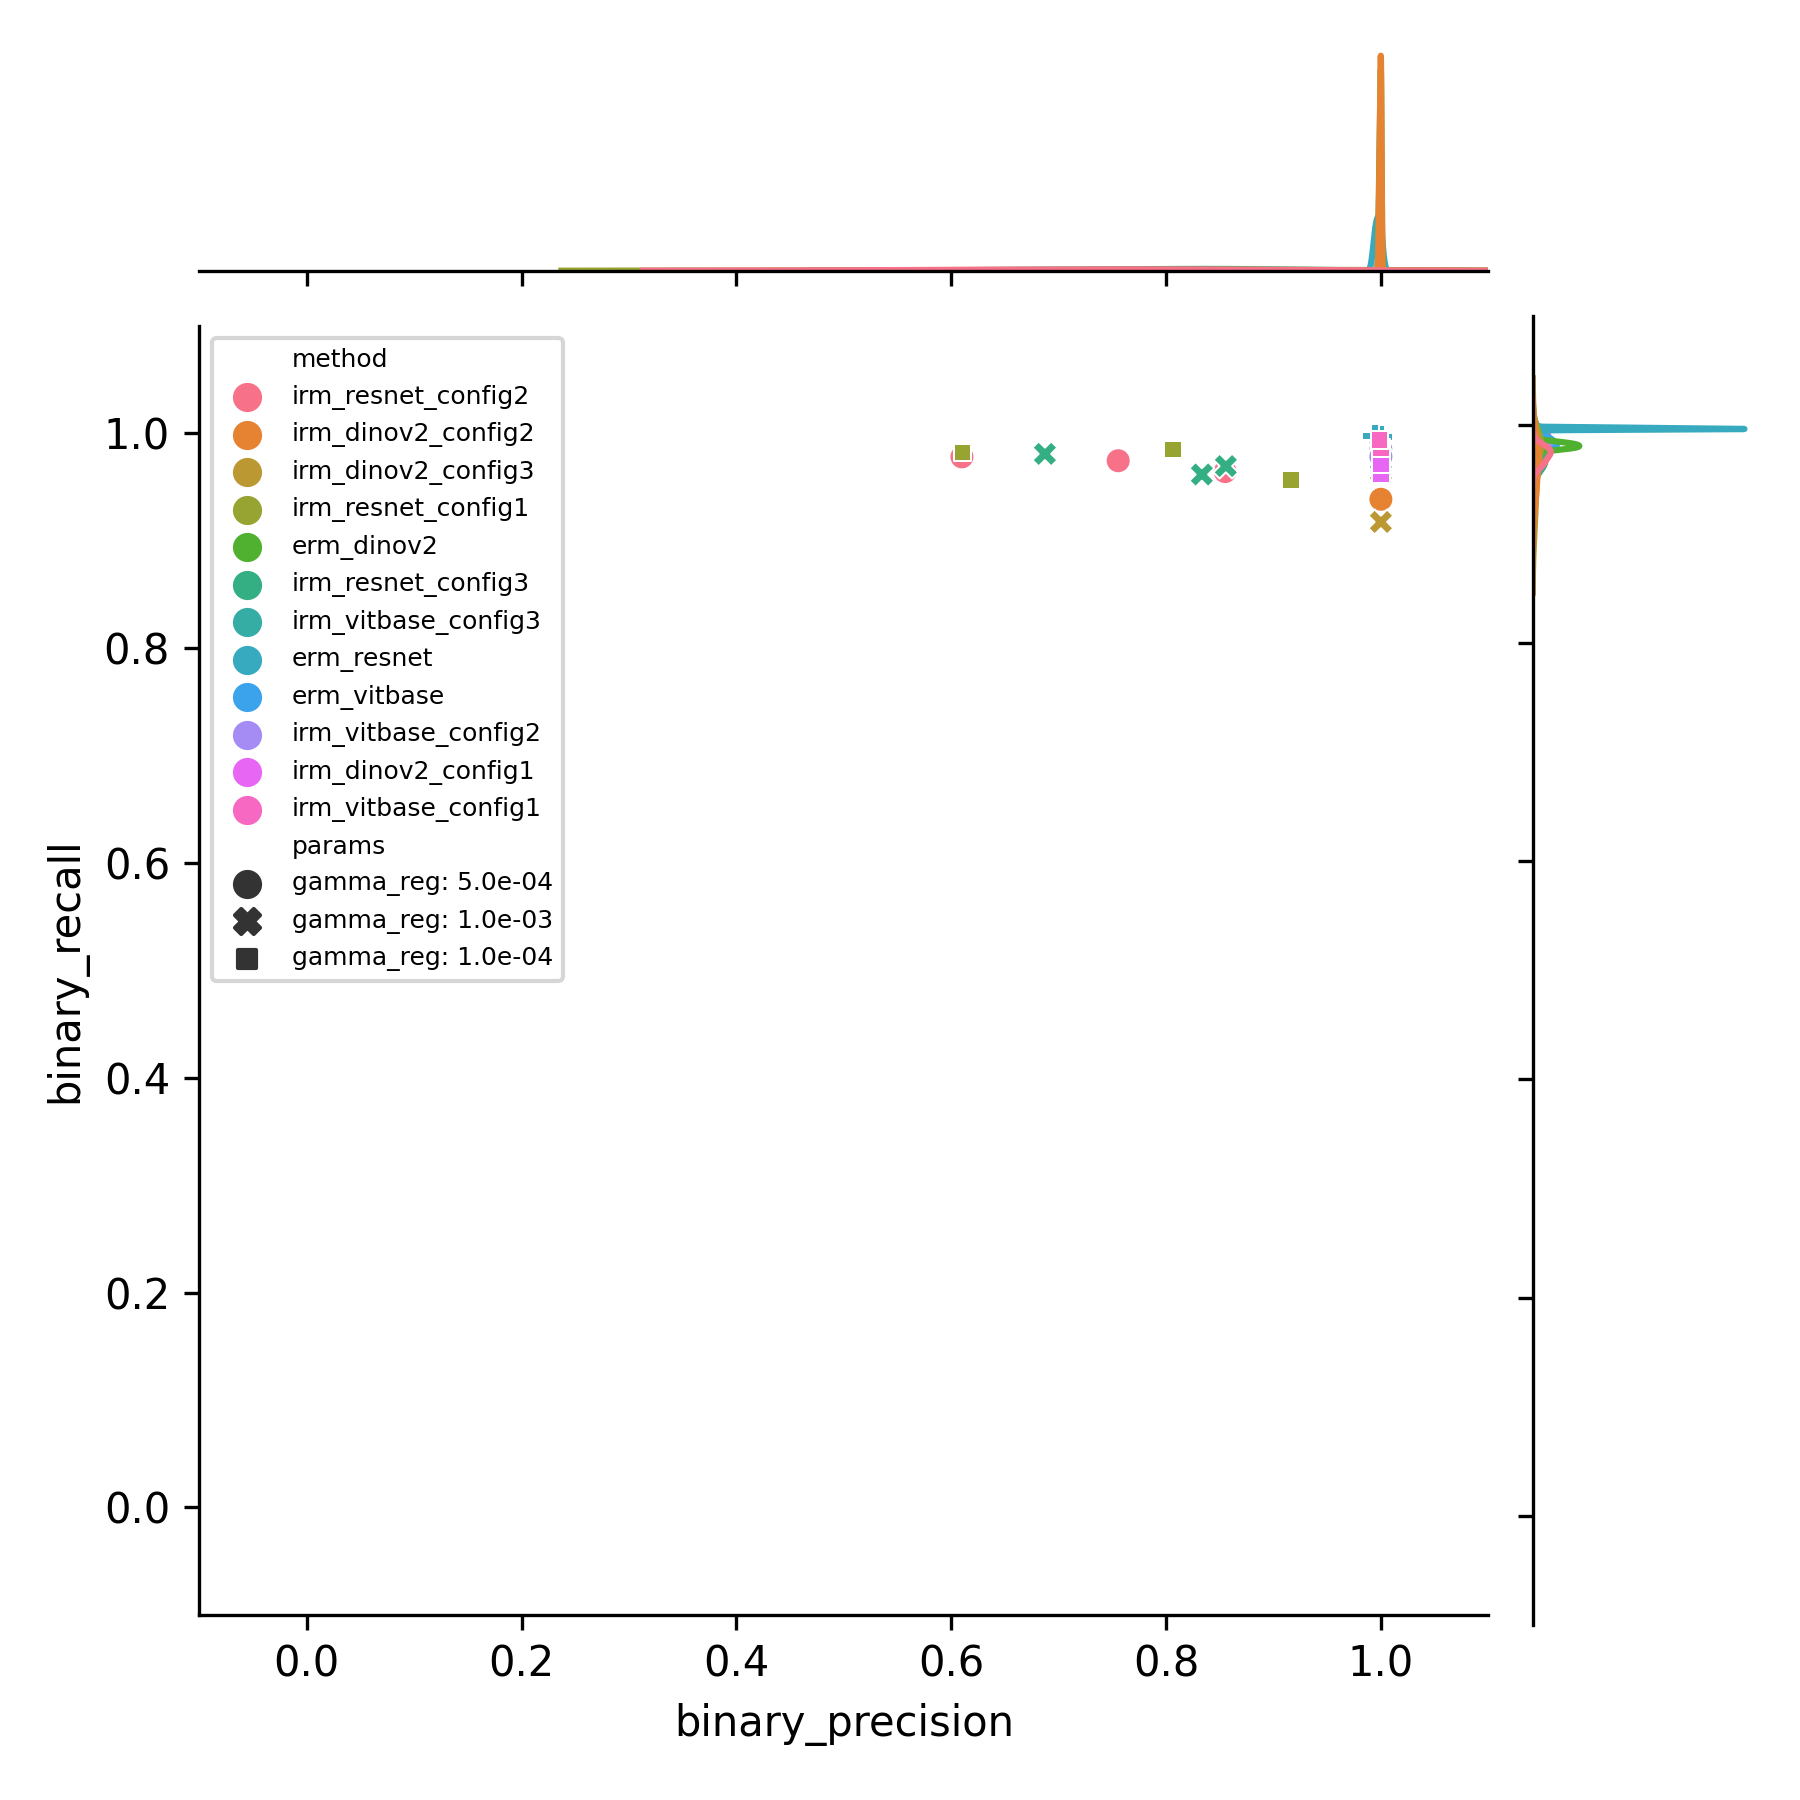 method
irm_resnet_config2
irm_dinov2_config2
irm_dinov2_config3
irm_resnet_config1
erm_dinov2
irm_resnet_config3
irm_vitbase_config3
erm_resnet
erm_vitbase
irm_vitbase_config2
irm_dinov2_config1
irm_vitbase_config1
params
gamma_reg: 5.0e-04
gamma_reg: 1.0e-03
gamma_reg: 1.0e-04
1.0
0.8
0.6
0.4
0.2
0.0
binary_recall
0.0 0.2 0.4 0.6 0.8 1.0
binary_precision